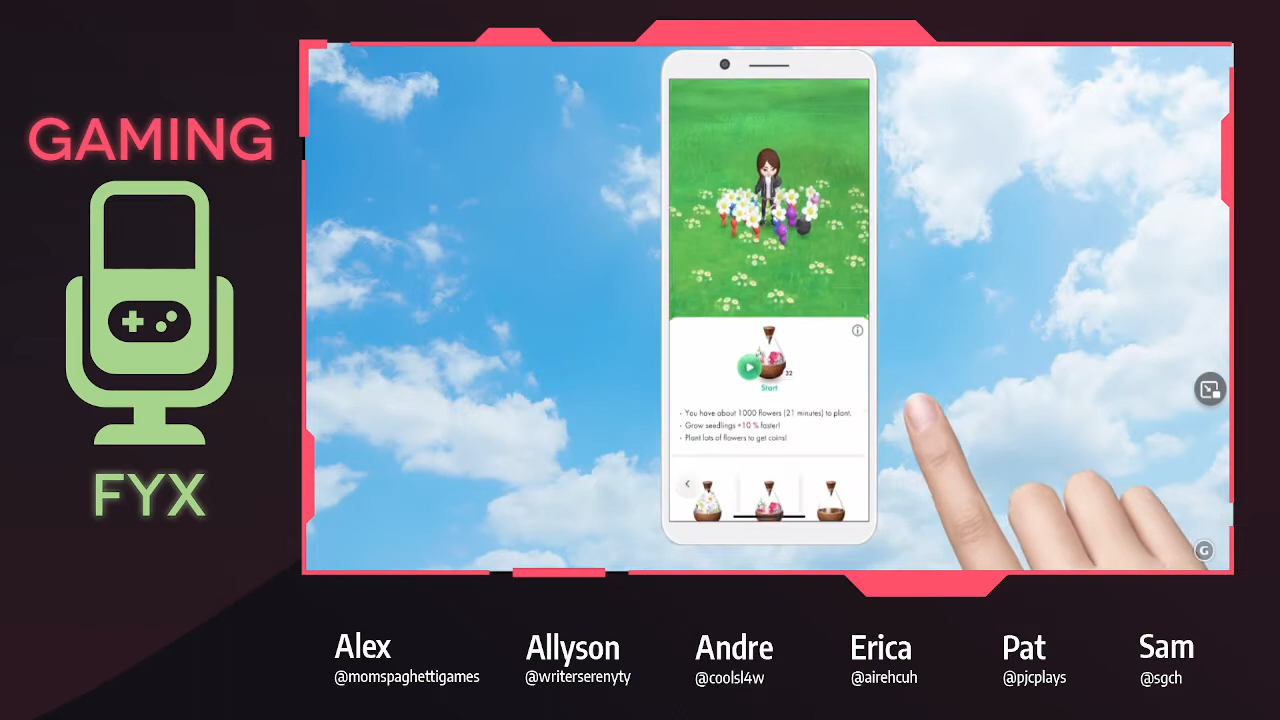 GAMING
FYX
32
Start
· You have about 1000 flowers (21 minutes) to plant.
· Grow seedlings +10 % faster!
· Plant lots of flowers to get coins!
G
Alex
Allyson
Andre
Erica
Pat
Sam
@momspaghettigames
@writerserenyty
@coolsl4w
@airehcuh
@pjcplays
@sgch